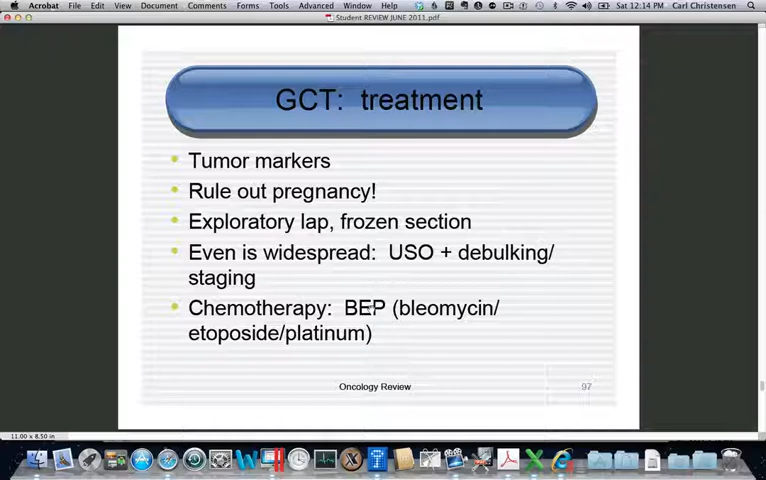 Acrobat File Edit View Document Comments Forms Tools Advanced Window Help Sat 12:14 PM Carl Christensen
Student REVIEW JUNE 2011.pdf
GCT: treatment
Tumor markers
Rule out pregnancy!
Exploratory lap, frozen section
Even is widespread: USO + debulking/
staging
Chemotherapy: BEP (bleomycin/
etoposide/platinum)
Oncology Review 97
11.00 x 8.50 in